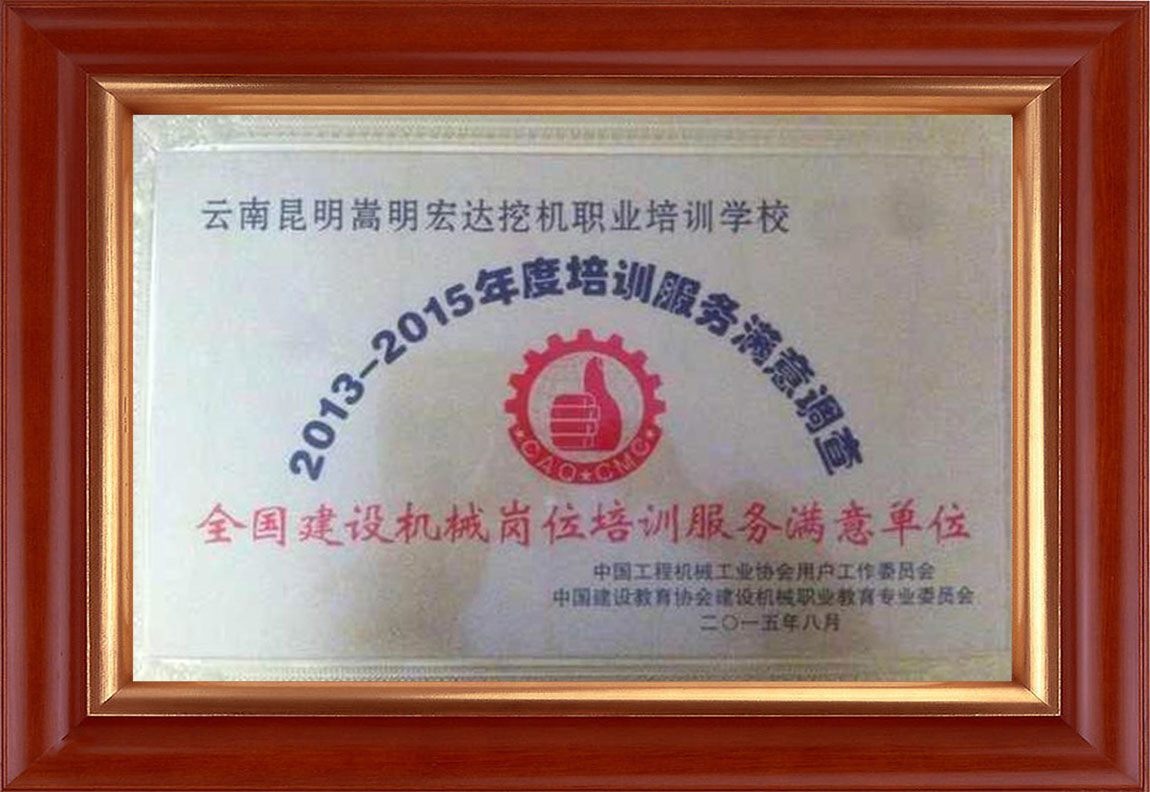 云南昆明嵩明宏达挖机职业培训学校
2013-2015年度培训服务满意调查
★CAQ★CMC★
全国建设机械岗位培训服务满意单位
中国工程机械工业协会用户工作委员会
中国建设教育协会建设机械职业教育专业委员会
二〇一五年八月